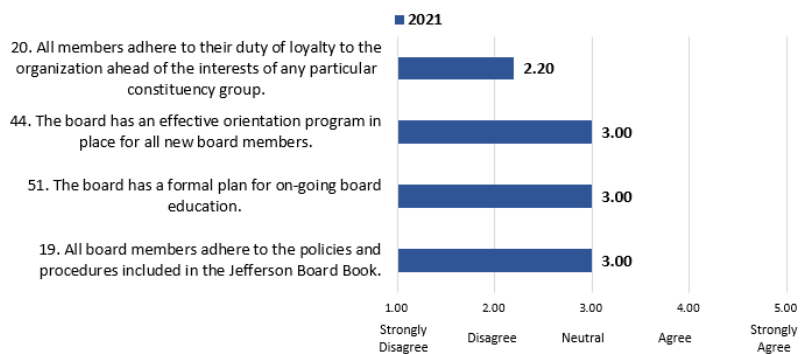 2021
20. All members adhere to their duty of loyalty to the
organization ahead of the interests of any particular
constituency group.
2.20
44. The board has an effective orientation program in
place for all new board members.
3.00
51. The board has a formal plan for on-going board
education.
3.00
19. All board members adhere to the policies and
procedures included in the Jefferson Board Book.
3.00
1.00 2.00 3.00 4.00 5.00
Strongly Disagree Neutral Agree Strongly
Disagree Agree